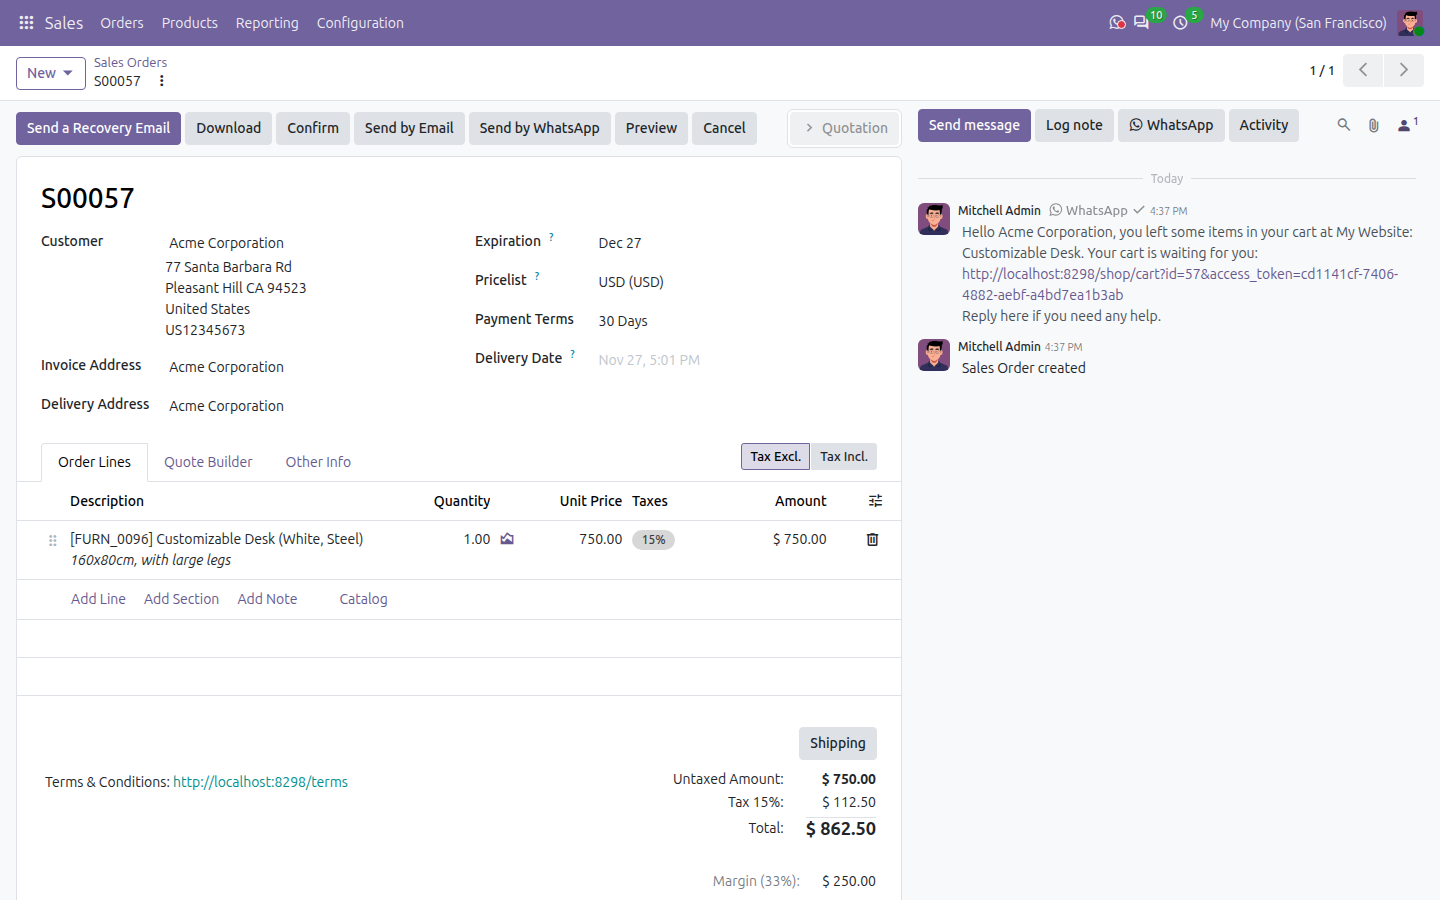 Sales Orders Products Reporting Configuration 10 5 My Company (San Francisco)
New Sales Orders
S00057 1 / 1
Send a Recovery Email Download Confirm Send by Email Send by WhatsApp Preview Cancel Quotation
Send message Log note WhatsApp Activity 1
S00057
Customer Acme Corporation
77 Santa Barbara Rd
Pleasant Hill CA 94523
United States
US12345673
Invoice Address Acme Corporation
Delivery Address Acme Corporation
Expiration ? Dec 27
Pricelist ? USD (USD)
Payment Terms 30 Days
Delivery Date ? Nov 27, 5:01 PM
Order Lines Quote Builder Other Info Tax Excl. Tax Incl.
Description Quantity Unit Price Taxes Amount
[FURN_0096] Customizable Desk (White, Steel) 1.00 750.00 15% $ 750.00
160x80cm, with large legs
Add Line Add Section Add Note Catalog
Shipping
Terms & Conditions: http://localhost:8298/terms
Untaxed Amount: $ 750.00
Tax 15%: $ 112.50
Total: $ 862.50
Margin (33%): $ 250.00
Today
Mitchell Admin WhatsApp 4:37 PM
Hello Acme Corporation, you left some items in your cart at My Website:
Customizable Desk. Your cart is waiting for you:
http://localhost:8298/shop/cart?id=57&access_token=cd1141cf-7406-
4882-aebf-a4bd7ea1b3ab
Reply here if you need any help.
Mitchell Admin 4:37 PM
Sales Order created